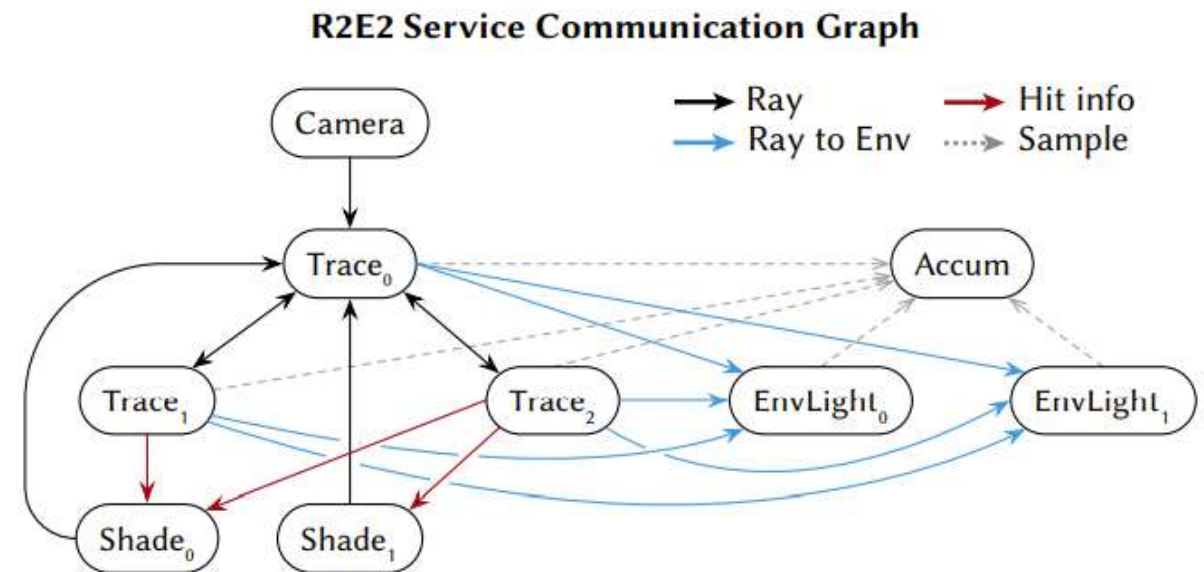 R2E2 Service Communication Graph
Ray
Hit info
Ray to Env
Sample
Camera
Trace₀
Accum
Trace₁
Trace₂
EnvLight₀
EnvLight₁
Shade₀
Shade₁